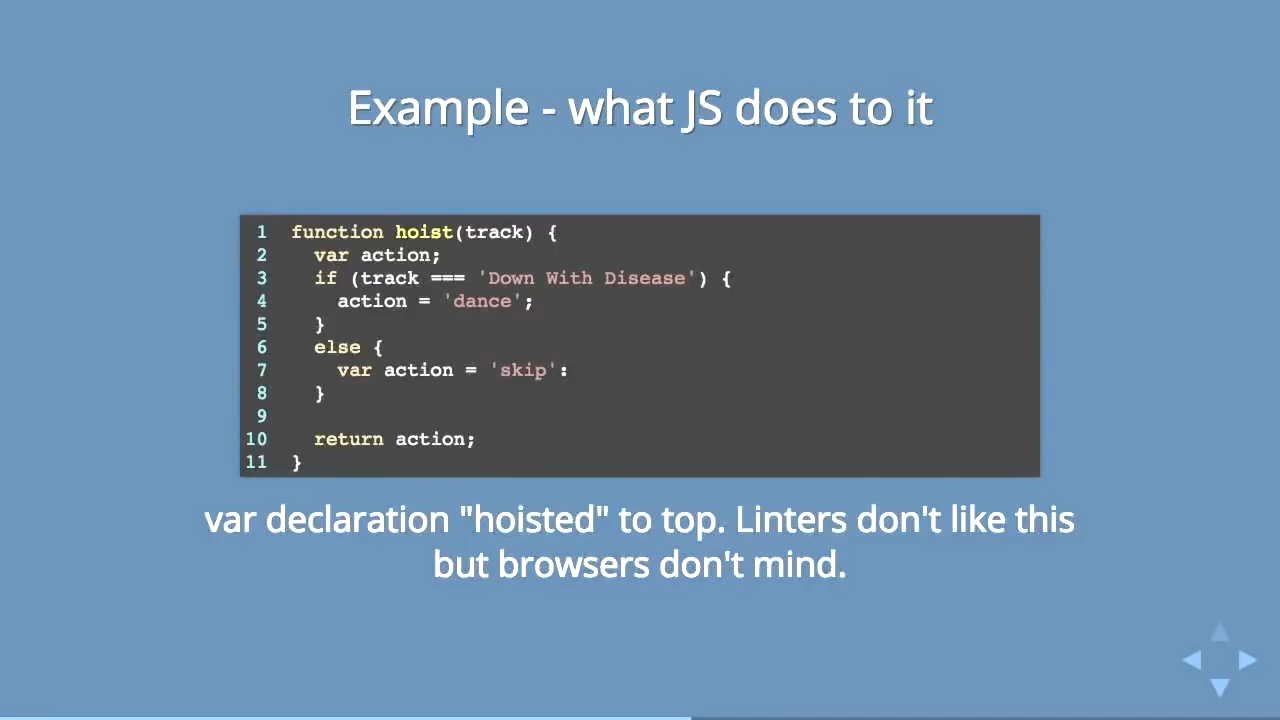 Example - what JS does to it
1 function hoist(track) {
2 var action;
3 if (track === 'Down With Disease') {
4 action = 'dance';
5 }
6 else {
7 var action = 'skip':
8 }
9
10 return action;
11 }
var declaration "hoisted" to top. Linters don't like this
but browsers don't mind.